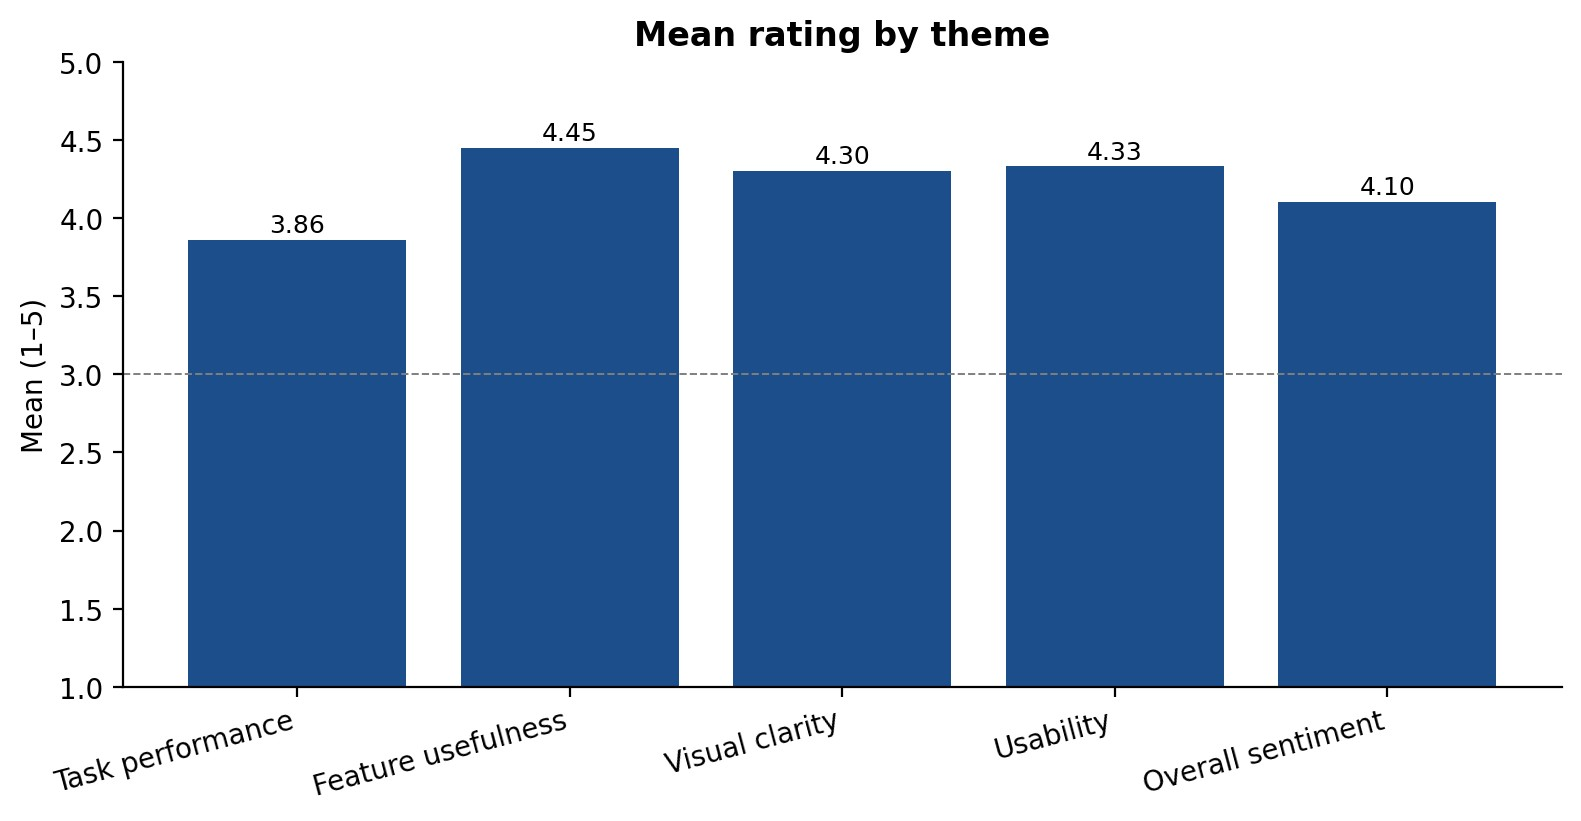 Mean rating by theme
Mean (1–5)
5.0
4.5
4.0
3.5
3.0
2.5
2.0
1.5
1.0
3.86
4.45
4.30
4.33
4.10
Task performance
Feature usefulness
Visual clarity
Usability
Overall sentiment